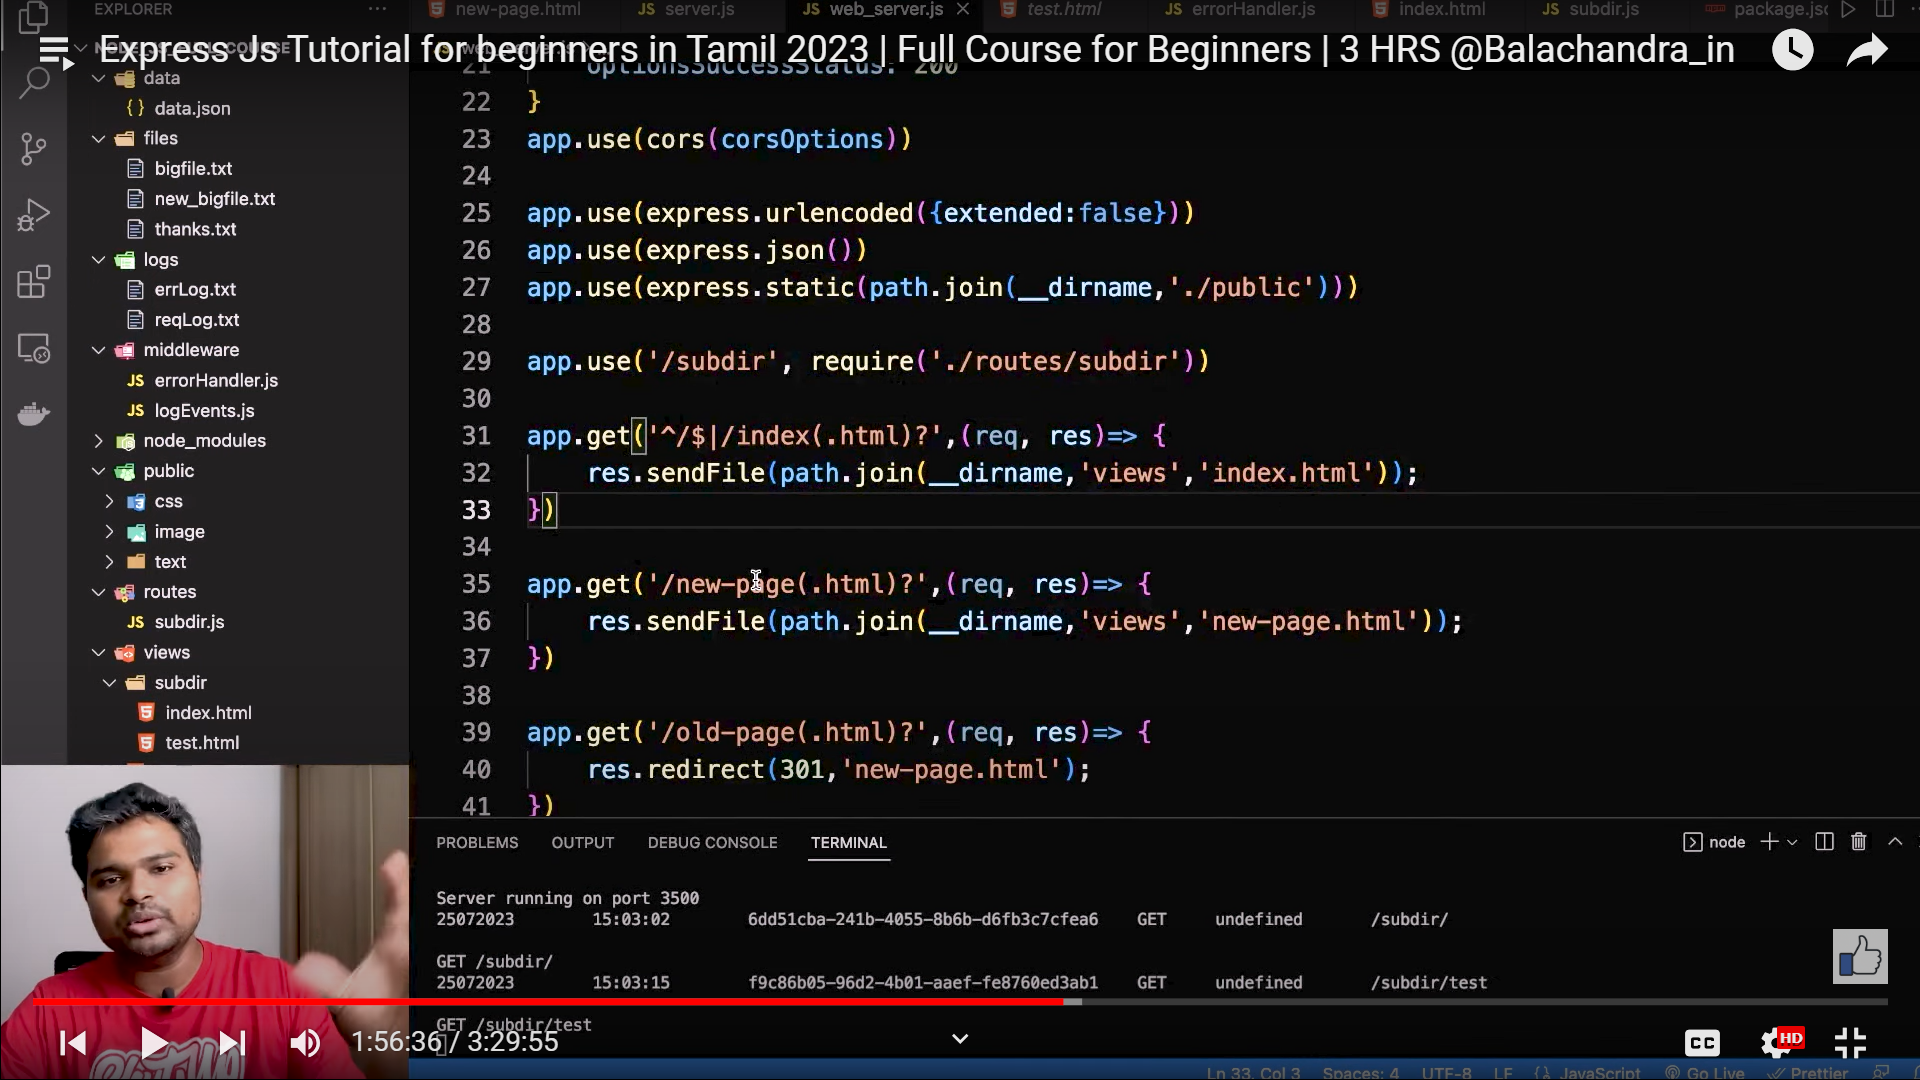 EXPLORER
new-page.html
server.js
web_server.js
test.html
errorHandler.js
index.html
subdir.js
Express Js Tutorial for beginners in Tamil 2023 | Full Course for Beginners | 3 HRS @Balachandra_in
data
data.json
files
bigfile.txt
new_bigfile.txt
thanks.txt
logs
errLog.txt
reqLog.txt
middleware
errorHandler.js
logEvents.js
node_modules
public
css
image
text
routes
subdir.js
views
subdir
index.html
test.html
21 optionsSuccessStatus: 200
22 }
23 app.use(cors(corsOptions))
24
25 app.use(express.urlencoded({extended:false}))
26 app.use(express.json())
27 app.use(express.static(path.join(__dirname,'./public')))
28
29 app.use('/subdir', require('./routes/subdir'))
30
31 app.get('^/$|/index(.html)?',(req, res)=> {
32 res.sendFile(path.join(__dirname,'views','index.html'));
33 })
34
35 app.get('/new-page(.html)?',(req, res)=> {
36 res.sendFile(path.join(__dirname,'views','new-page.html'));
37 })
38
39 app.get('/old-page(.html)?',(req, res)=> {
40 res.redirect(301,'new-page.html');
41 })
PROBLEMS OUTPUT DEBUG CONSOLE TERMINAL
node
Server running on port 3500
25072023 15:03:02 6dd51cba-241b-4055-8b6b-d6fb3c7cfea6 GET undefined /subdir/
GET /subdir/
25072023 15:03:15 f9c86b05-96d2-4b01-aaef-fe8760ed3ab1 GET undefined /subdir/test
GET /subdir/test
1:56:36 / 3:29:55
CC
HD
Ln 33, Col 3 Spaces: 4 UTF-8 LF {} JavaScript Go Live Prettier